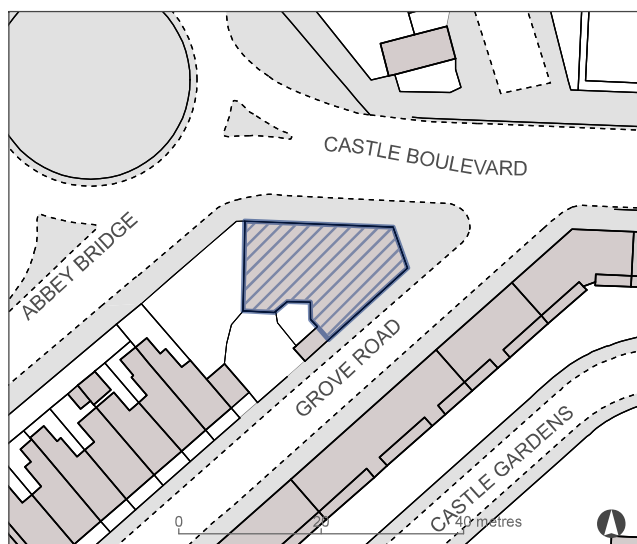 CASTLE BOULEVARD
ABBEY BRIDGE
GROVE ROAD
CASTLE GARDENS
0 20 40 metres